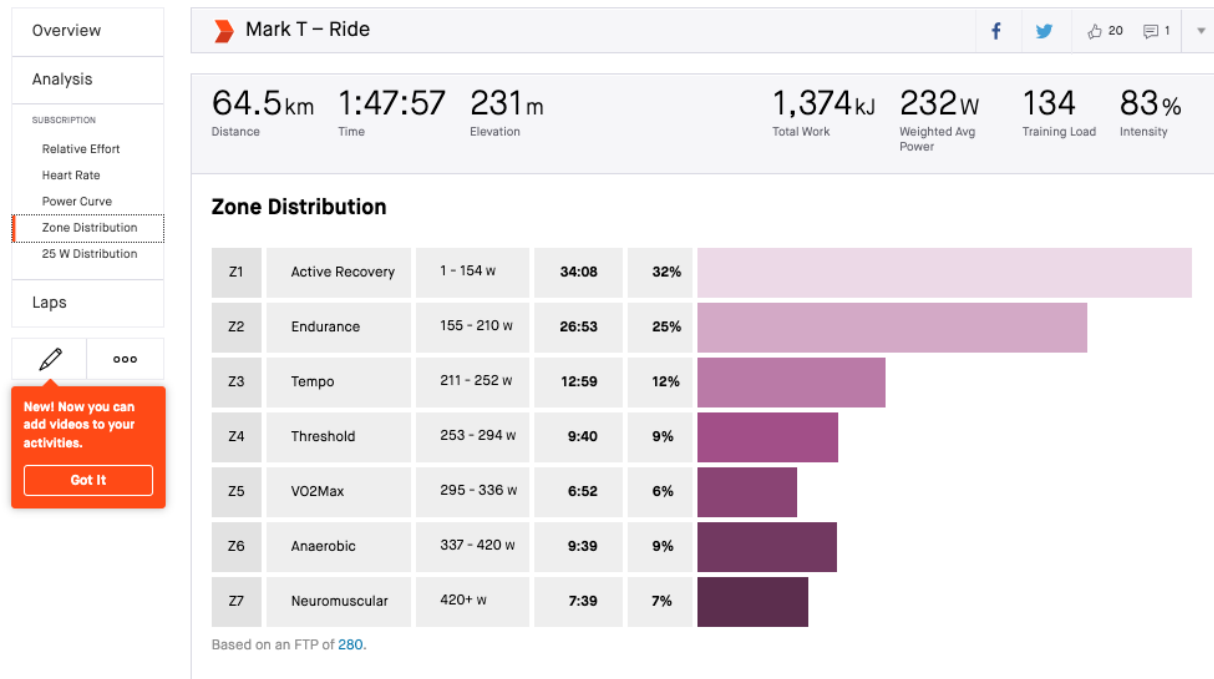 Overview
Analysis
SUBSCRIPTION
Relative Effort
Heart Rate
Power Curve
Zone Distribution
25 W Distribution
Laps
New! Now you can
add videos to your
activities.
Got It
Mark T – Ride
20
1
64.5km 1:47:57 231m 1,374kJ 232W 134 83%
Distance Time Elevation Total Work Weighted Avg Power Training Load Intensity
Zone Distribution
Z1 Active Recovery 1 - 154 W 34:08 32%
Z2 Endurance 155 - 210 W 26:53 25%
Z3 Tempo 211 - 252 W 12:59 12%
Z4 Threshold 253 - 294 W 9:40 9%
Z5 VO2Max 295 - 336 W 6:52 6%
Z6 Anaerobic 337 - 420 W 9:39 9%
Z7 Neuromuscular 420+ W 7:39 7%
Based on an FTP of 280.